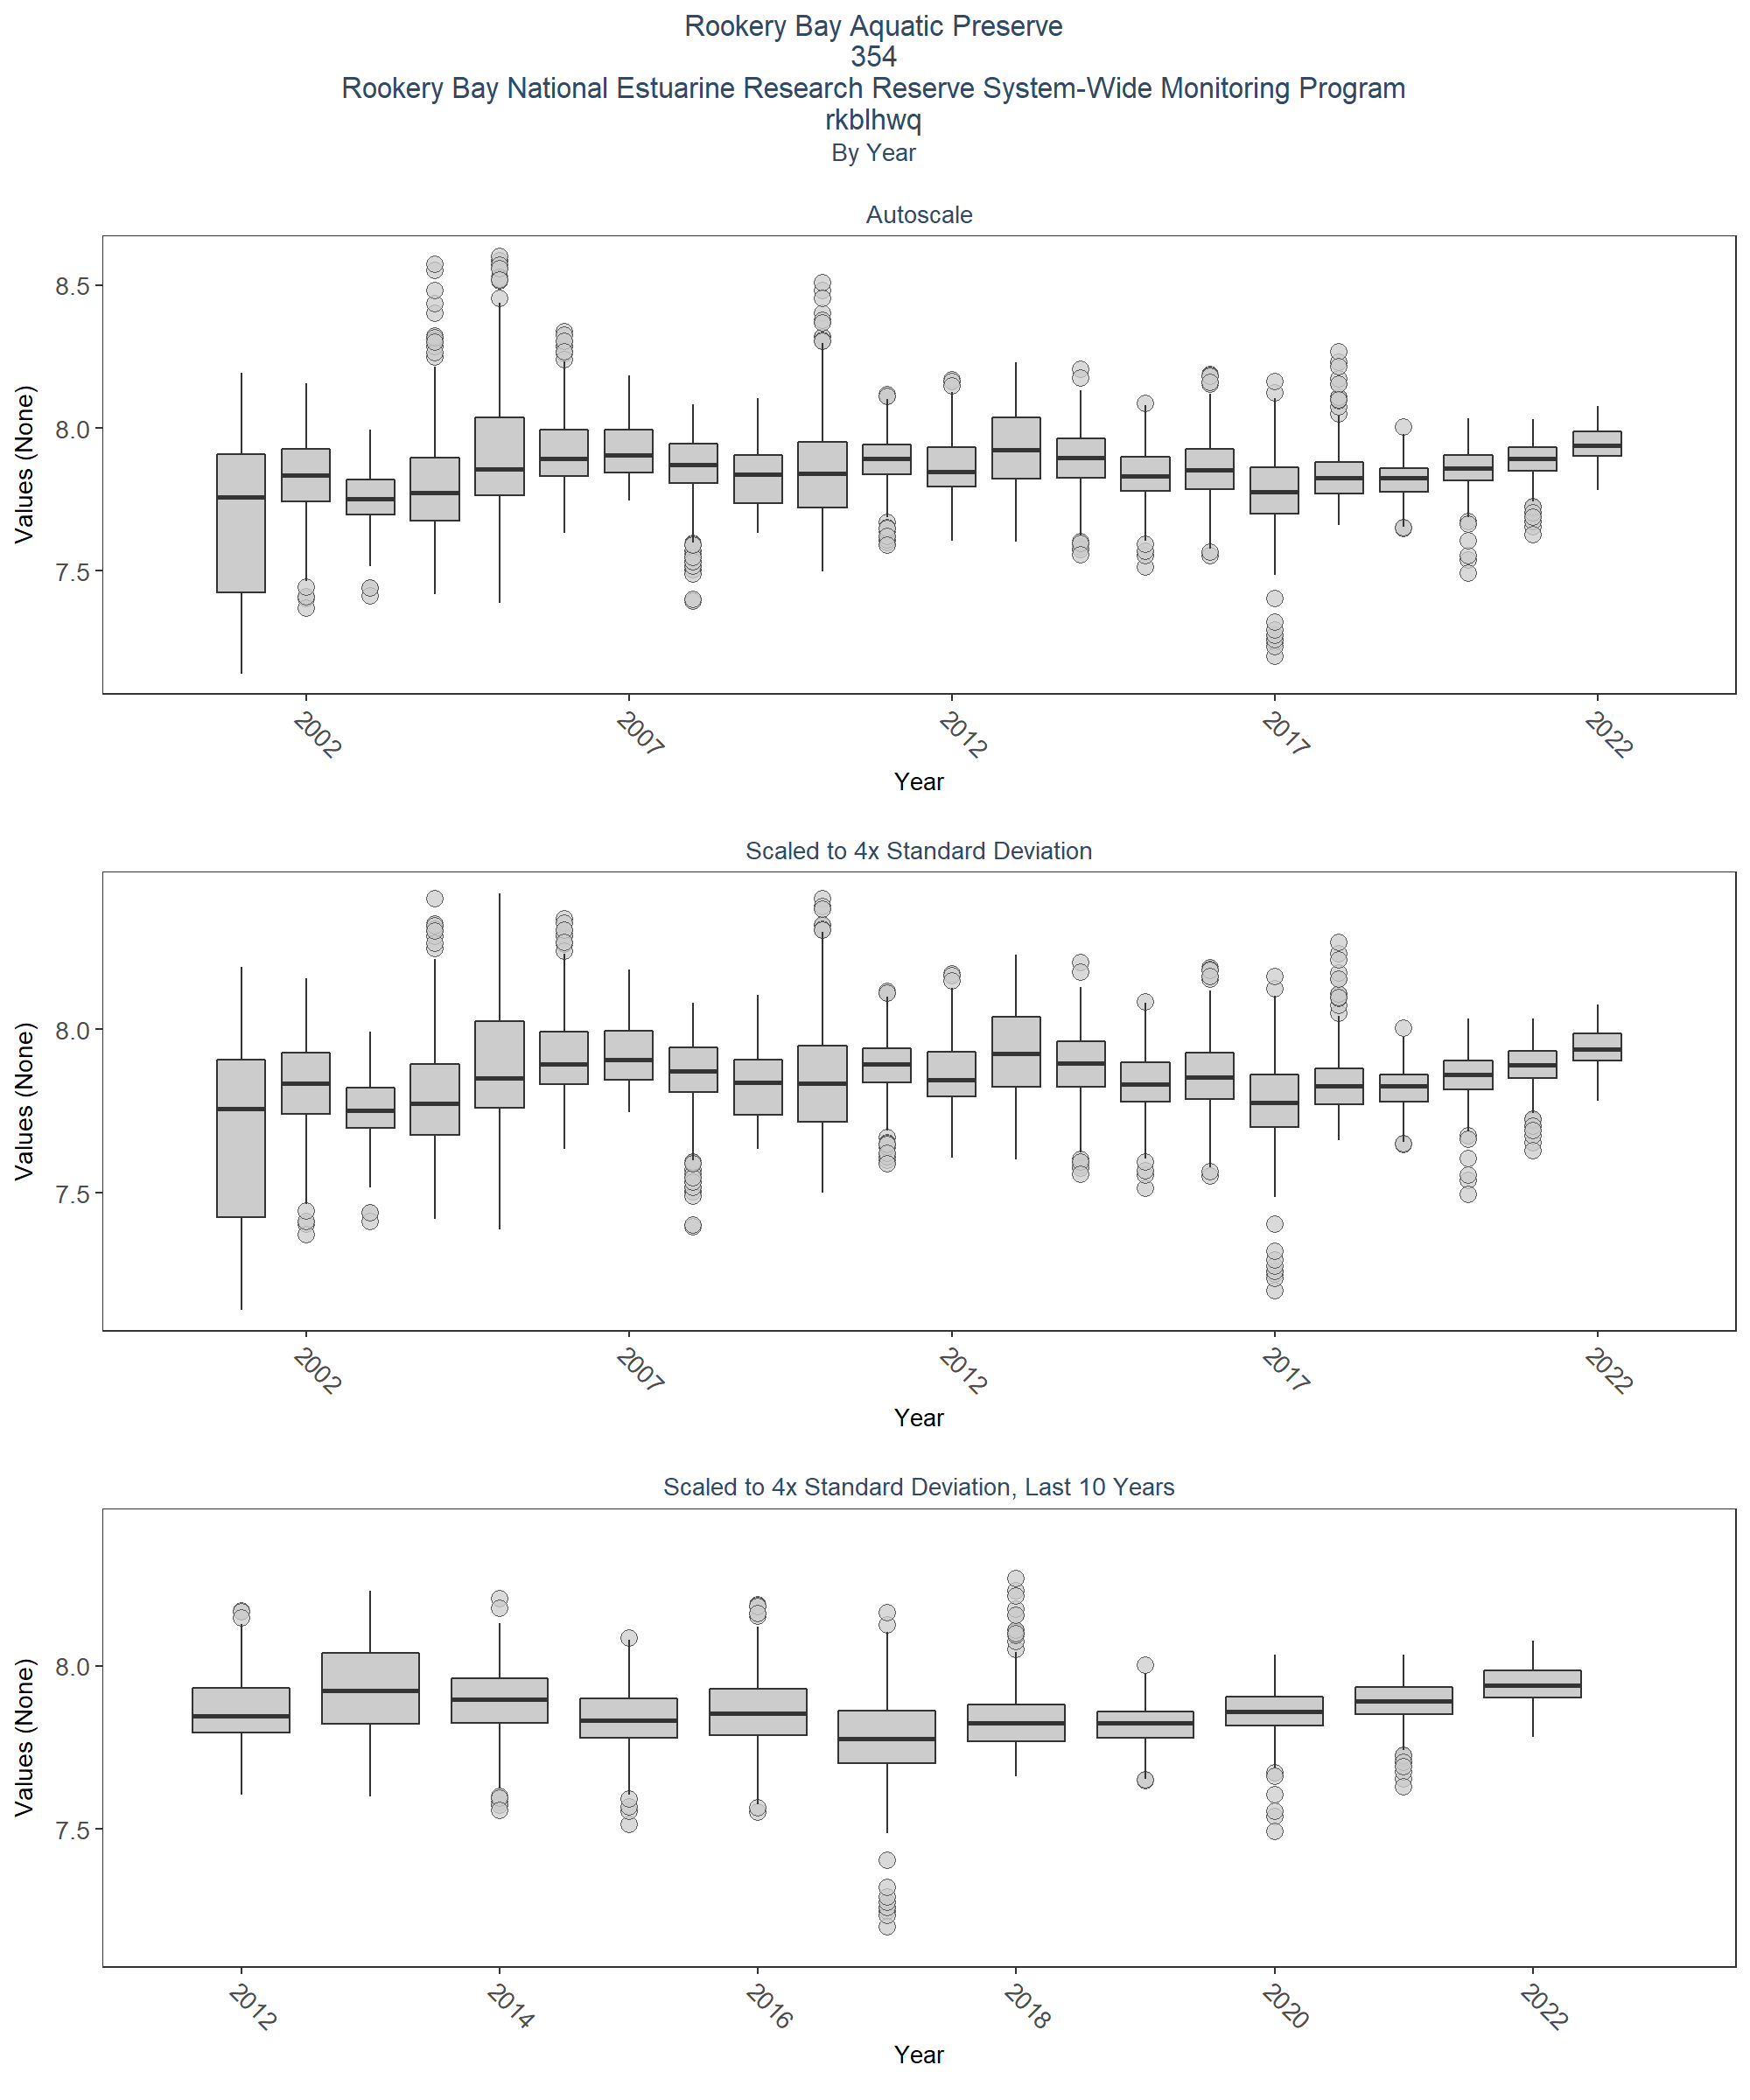 Rookery Bay Aquatic Preserve
354
Rookery Bay National Estuarine Research Reserve System-Wide Monitoring Program
rkblhwq
By Year
Autoscale
Values (None)
8.5
8.0
7.5
2002
2007
2012
2017
2022
Year
Scaled to 4x Standard Deviation
Values (None)
8.0
7.5
2002
2007
2012
2017
2022
Year
Scaled to 4x Standard Deviation, Last 10 Years
Values (None)
8.0
7.5
2012
2014
2016
2018
2020
2022
Year